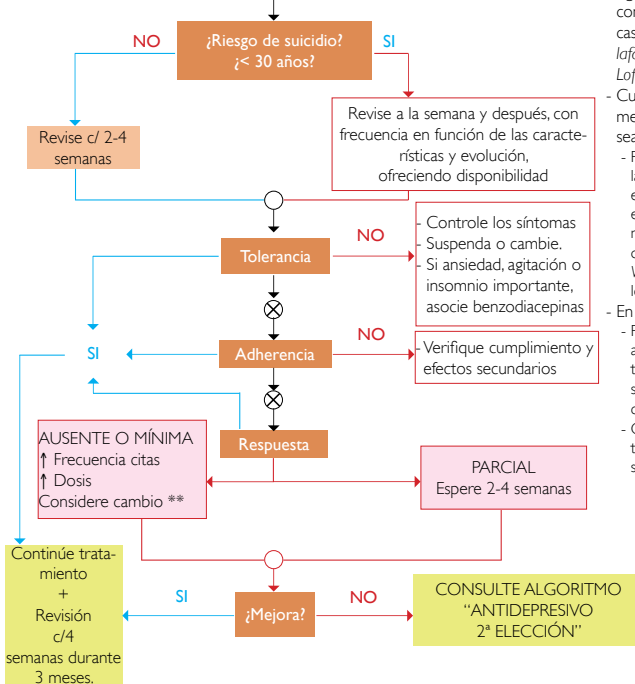 NO
¿Riesgo de suicidio?
¿< 30 años?
SI
Revise c/ 2-4
semanas
Revise a la semana y después, con
frecuencia en función de las caracte-
rísticas y evolución,
ofreciendo disponibilidad
Tolerancia
NO
- Controle los síntomas
- Suspenda o cambie.
- Si ansiedad, agitación o
insomnio importante,
asocie benzodiacepinas
SI
Adherencia
NO
- Verifique cumplimiento y
efectos secundarios
Respuesta
AUSENTE O MÍNIMA
↑ Frecuencia citas
↑ Dosis
Considere cambio **
PARCIAL
Espere 2-4 semanas
Continúe trata-
miento
+
Revisión
c/4
semanas durante
3 meses.
SI
¿Mejora?
NO
CONSULTE ALGORITMO
“ANTIDEPRESIVO
2ª ELECCIÓN”
- En